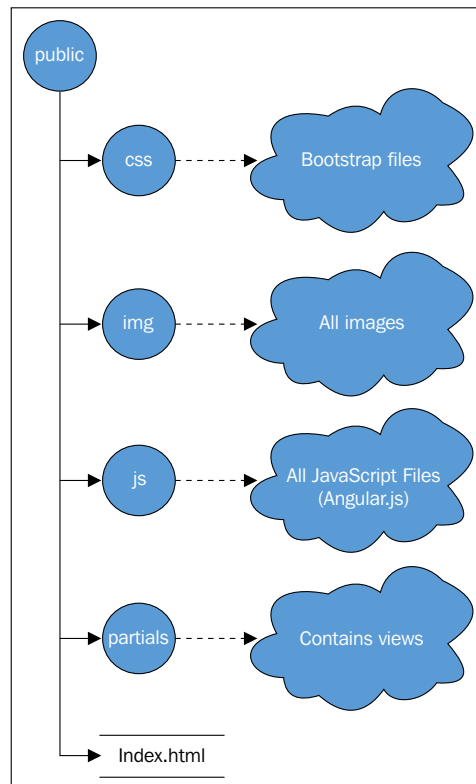 public
css
Bootstrap files
img
All images
js
All JavaScript Files
(Angular.js)
partials
Contains views
Index.html